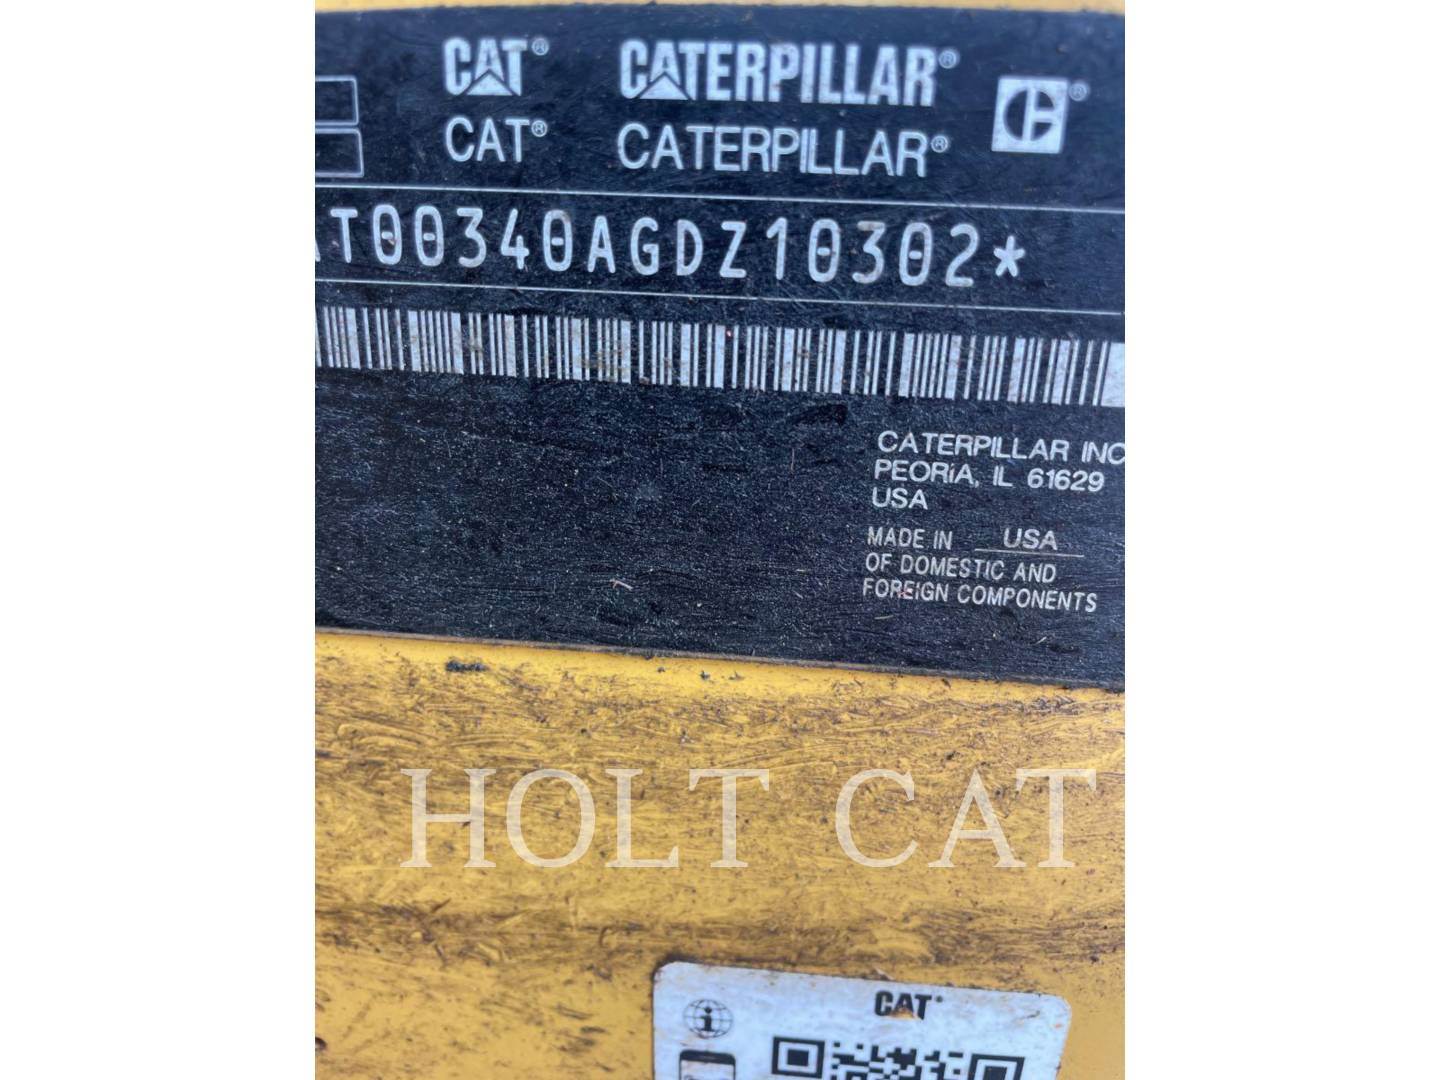 CAT® CATERPILLAR®
CAT® CATERPILLAR®
T00340AGDZ10302*
CATERPILLAR INC
PEORIA, IL 61629
USA
MADE IN USA
OF DOMESTIC AND
FOREIGN COMPONENTS
HOLT CAT
CAT®